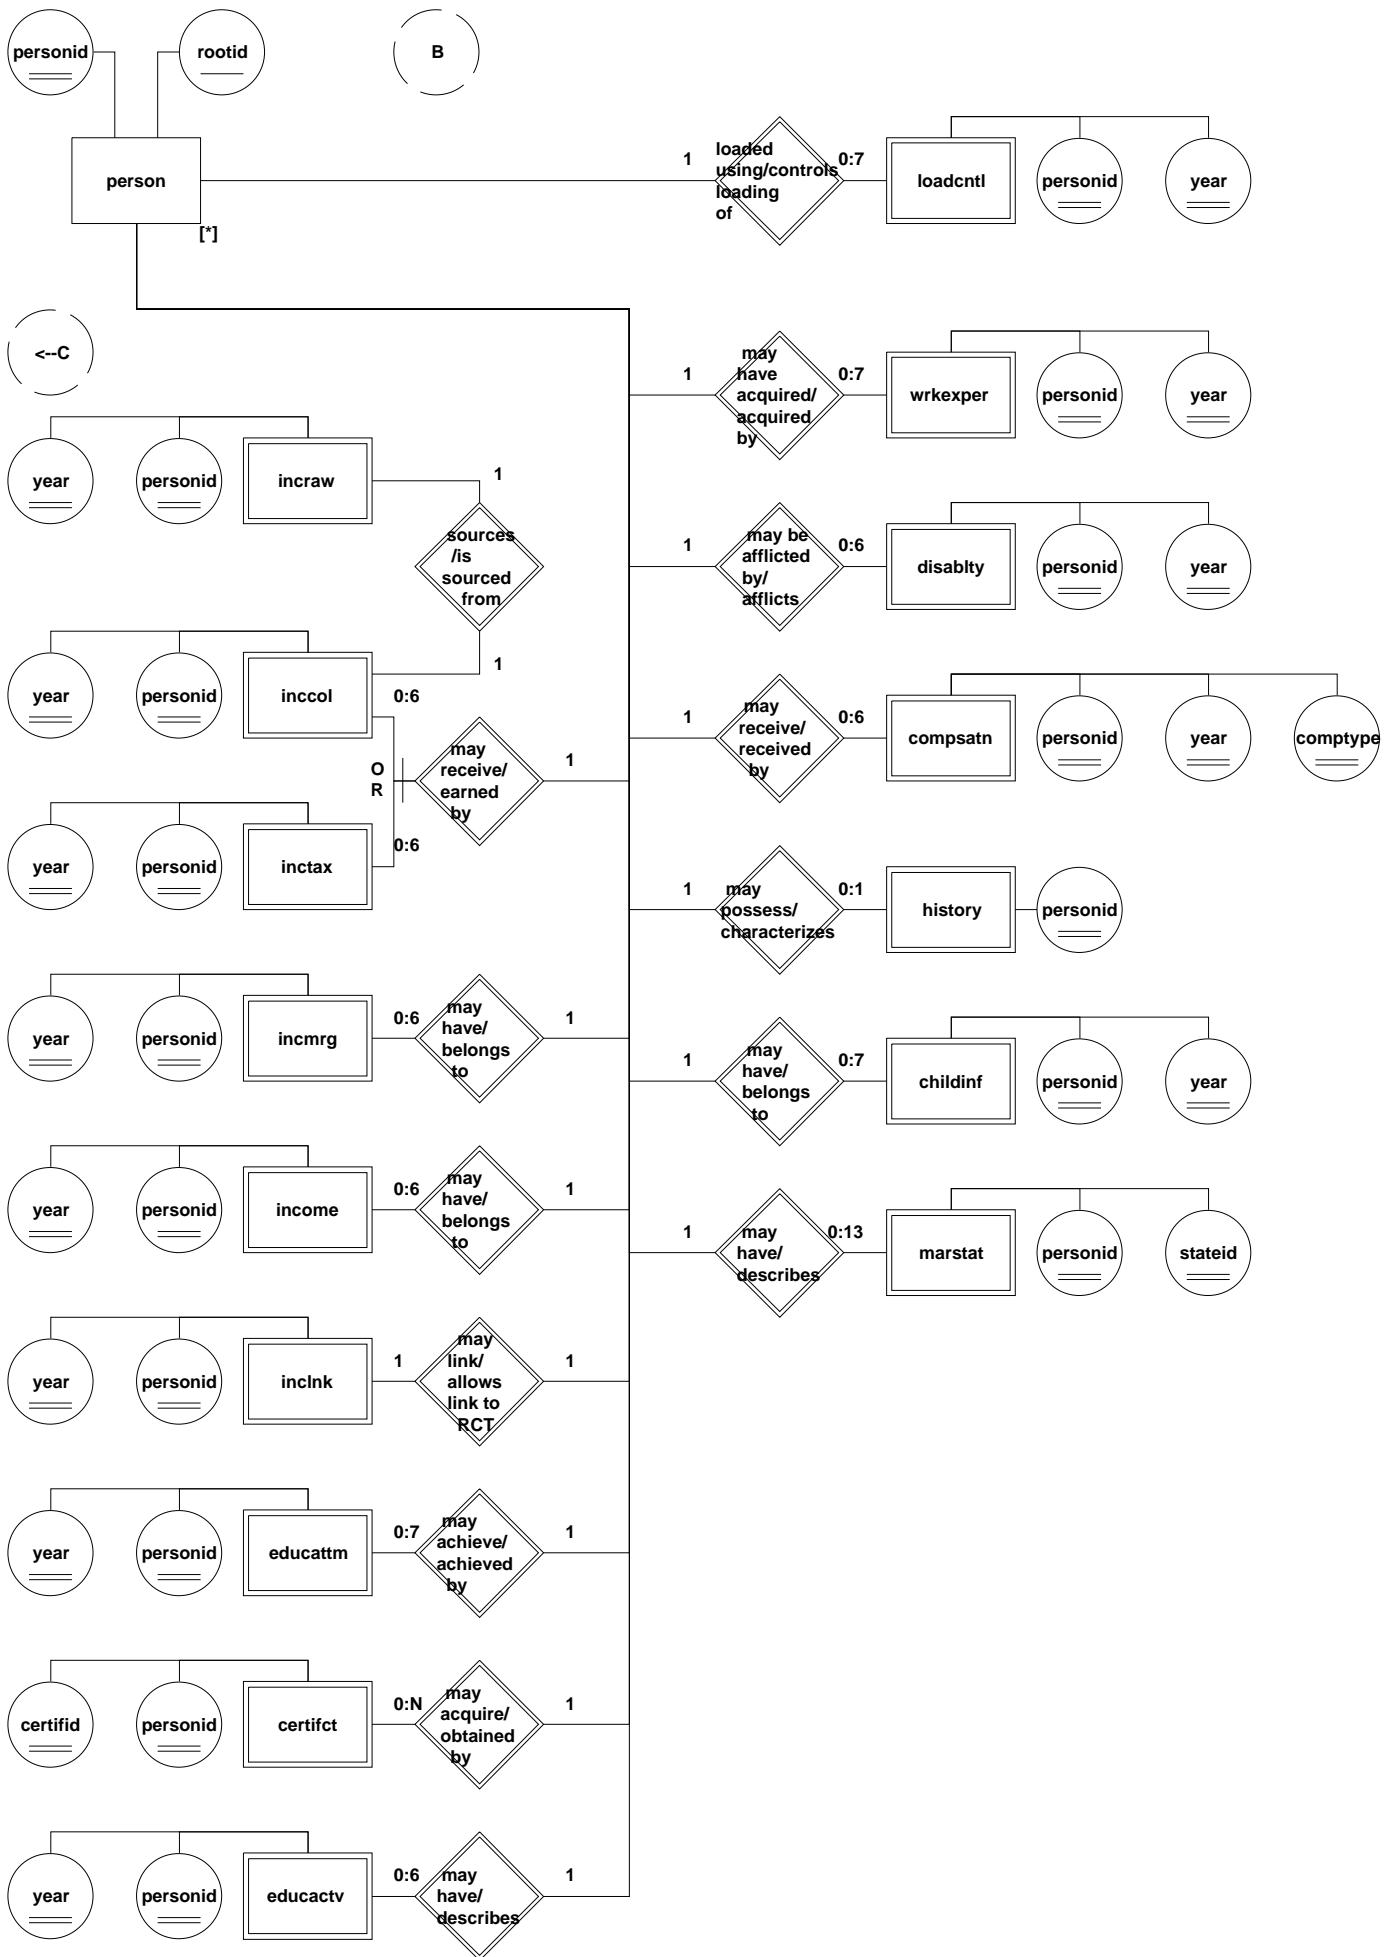 personid
rootid
B
person
[*]
1
loaded
using/controls
loading
of
0:7
loadcntl
personid
year
<--C
1
may
have
acquired/
acquired
by
0:7
wrkexper
personid
year
year
personid
incraw
1
sources
/is
sourced
from
1
1
may be
afflicted
by/
afflicts
0:6
disablty
personid
year
year
personid
inccol
0:6
O
R
may
receive/
earned
by
1
0:6
year
personid
inctax
1
may
receive/
received
by
0:6
compsatn
personid
year
comptype
1
may
possess/
characterizes
0:1
history
personid
year
personid
incmrg
0:6
may
have/
belongs
to
1
1
may
have/
belongs
to
0:7
childinf
personid
year
year
personid
income
0:6
may
have/
belongs
to
1
1
may
have/
describes
0:13
marstat
personid
stateid
year
personid
inclnk
1
may
link/
allows
link to
RCT
1
year
personid
educattm
0:7
may
achieve/
achieved
by
1
certifid
personid
certifct
0:N
may
acquire/
obtained
by
1
year
personid
educactv
0:6
may
have/
describes
1